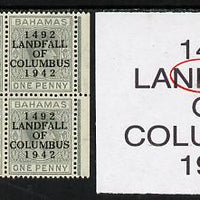 BAHAMAS
1492
LANDFALL
OF
COLUMBUS
1942
ONE PENNY
BAHAMAS
1492
LANDFALL
OF
COLUMBUS
1942
ONE PENNY
14
LAN
O
COLU
19